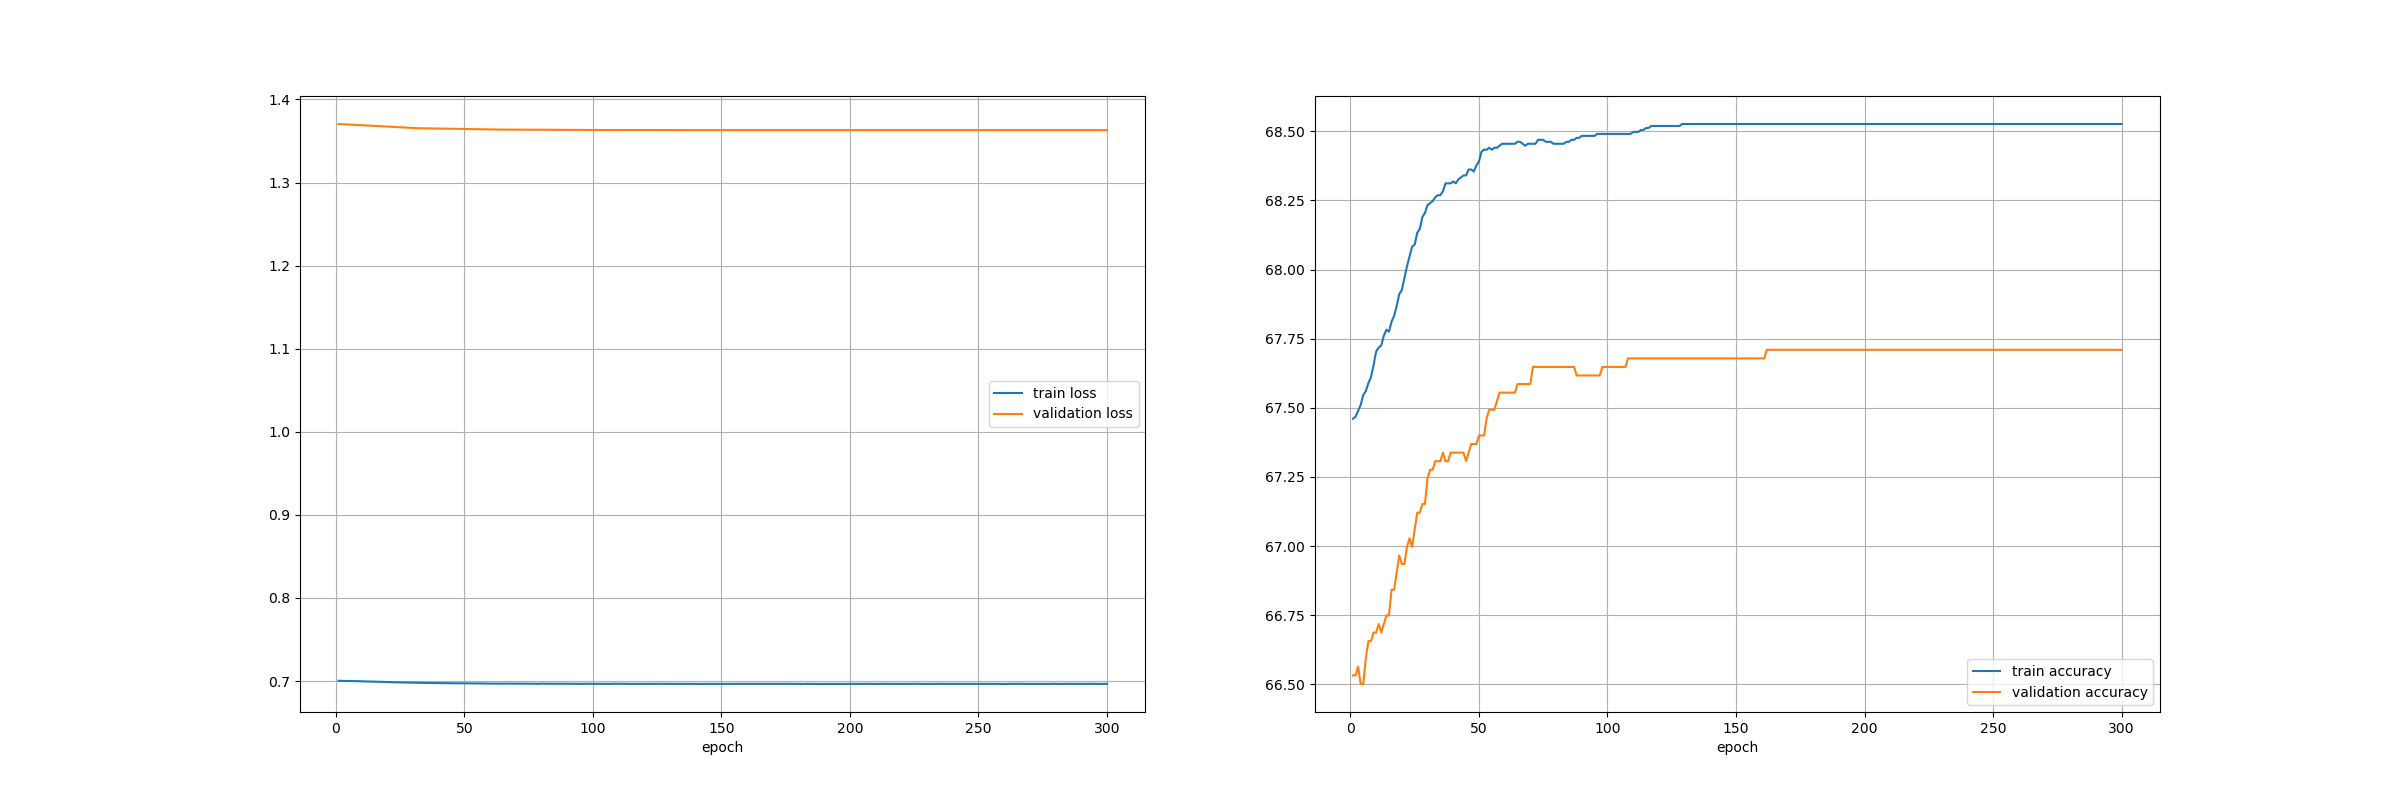 1.4
1.3
1.2
1.1
1.0
0.9
0.8
0.7
0 50 100 150 200 250 300
epoch
train loss
validation loss
68.50
68.25
68.00
67.75
67.50
67.25
67.00
66.75
66.50
0 50 100 150 200 250 300
epoch
train accuracy
validation accuracy